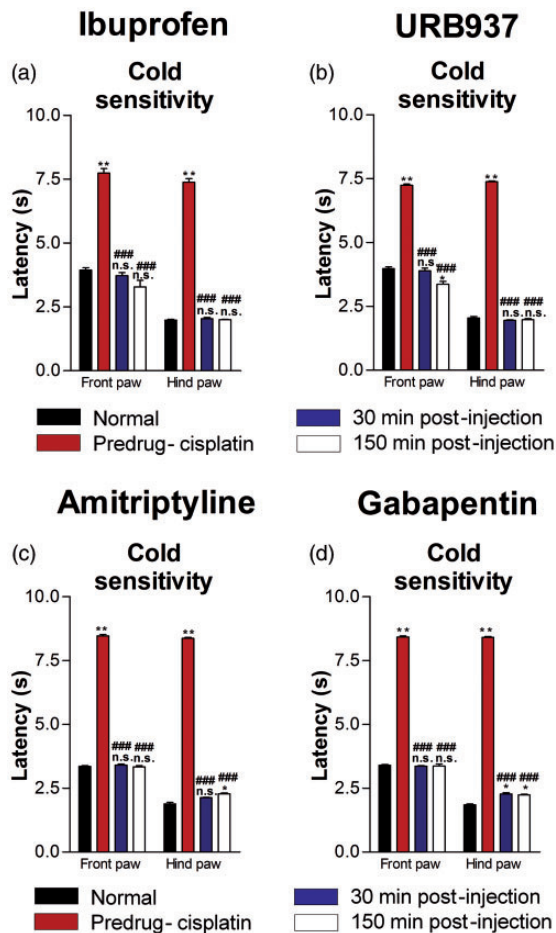 Ibuprofen
URB937
(a)
Cold
sensitivity
10.0
7.5
5.0
2.5
0.0
Latency (s)
**
**
###
n.s.
###
n.s.
###
n.s.
###
n.s.
Front paw
Hind paw
(b)
Cold
sensitivity
10.0
7.5
5.0
2.5
0.0
Latency (s)
**
**
###
n.s.
###
*
###
n.s.
###
n.s.
Front paw
Hind paw
Normal
30 min post-injection
Predrug- cisplatin
150 min post-injection
Amitriptyline
Gabapentin
(c)
Cold
sensitivity
10.0
7.5
5.0
2.5
0.0
Latency (s)
**
**
###
n.s.
###
n.s.
###
n.s.
###
*
Front paw
Hind paw
(d)
Cold
sensitivity
10.0
7.5
5.0
2.5
0.0
Latency (s)
**
**
###
n.s.
###
n.s.
###
*
###
*
Front paw
Hind paw
Normal
30 min post-injection
Predrug- cisplatin
150 min post-injection